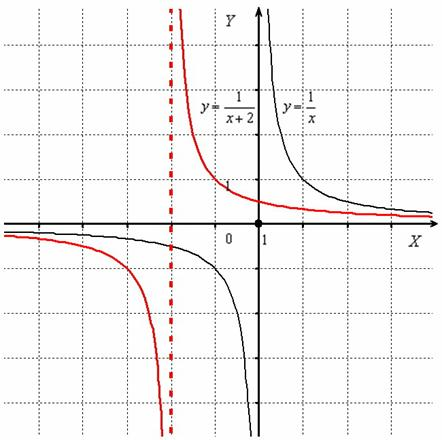 Y
y = 1/(x+2)
y = 1/x
1
0
1
X